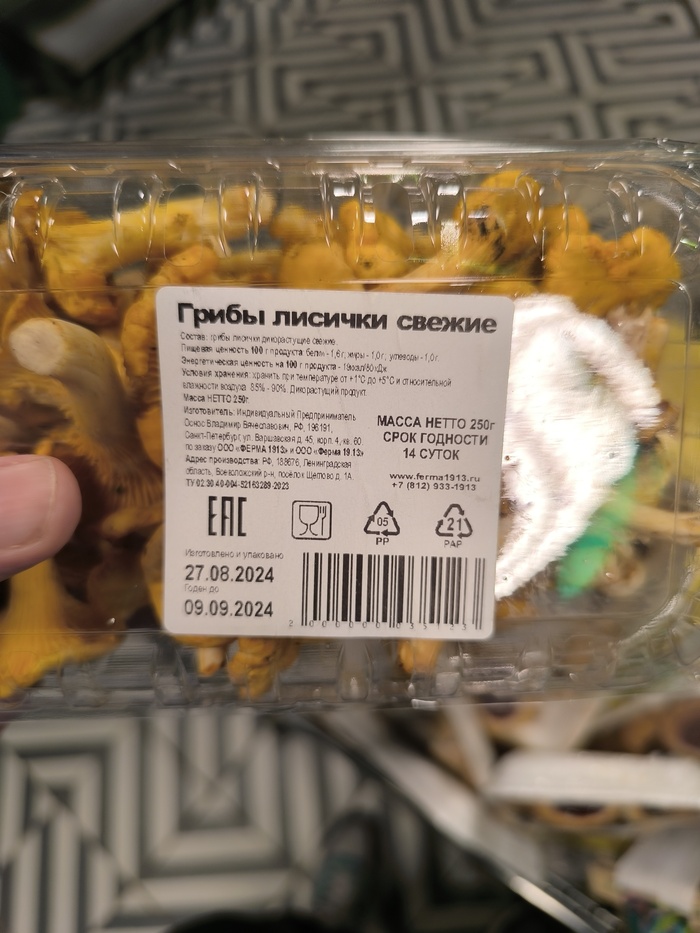 Грибы лисички свежие
Состав: грибы лисички дикорастущие свежие.
Пищевая ценность 100 г продукта: белки - 1,6 г, жиры - 1,0 г, углеводы - 1,0 г.
Энергетическая ценность на 100 г продукта - 19ккал/80кДж
Условия хранения: хранить при температуре от +1°С до +5°С и относительной
влажности воздуха 85% - 90%. Дикорастущий продукт.
Масса НЕТТО 250г
Изготовитель: Индивидуальный Предприниматель
Владимир Вячеславович, РФ, 196191,
Санкт-Петербург, ул. Варшавская д. 45, корп. 4, кв. 60
по заказу ООО «ФЕРМА 1913» и ООО «Ферма 19.13»
Адрес производства: РФ, 188676, Ленинградская
область, Всеволожский р-н, посёлок Щеглово д. 1А
МАССА НЕТТО 250г
СРОК ГОДНОСТИ
14 СУТОК
www.ferma1913.ru
+7 (812) 933-1913
ЕАС
05
PP
21
PAP
Изготовлено и упаковано
27.08.2024
Годен до
09.09.2024